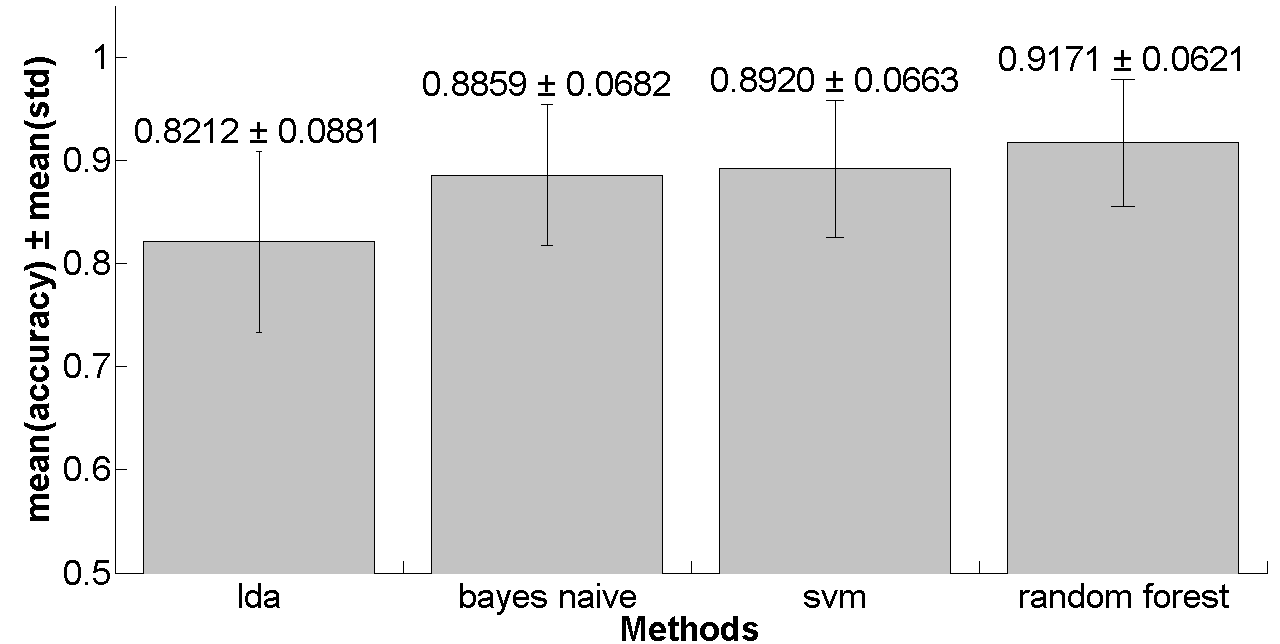 mean(accuracy) ± mean(std)
1
0.9
0.8
0.7
0.6
0.5
0.8212 ± 0.0881
0.8859 ± 0.0682
0.8920 ± 0.0663
0.9171 ± 0.0621
lda
bayes naive
svm
random forest
Methods